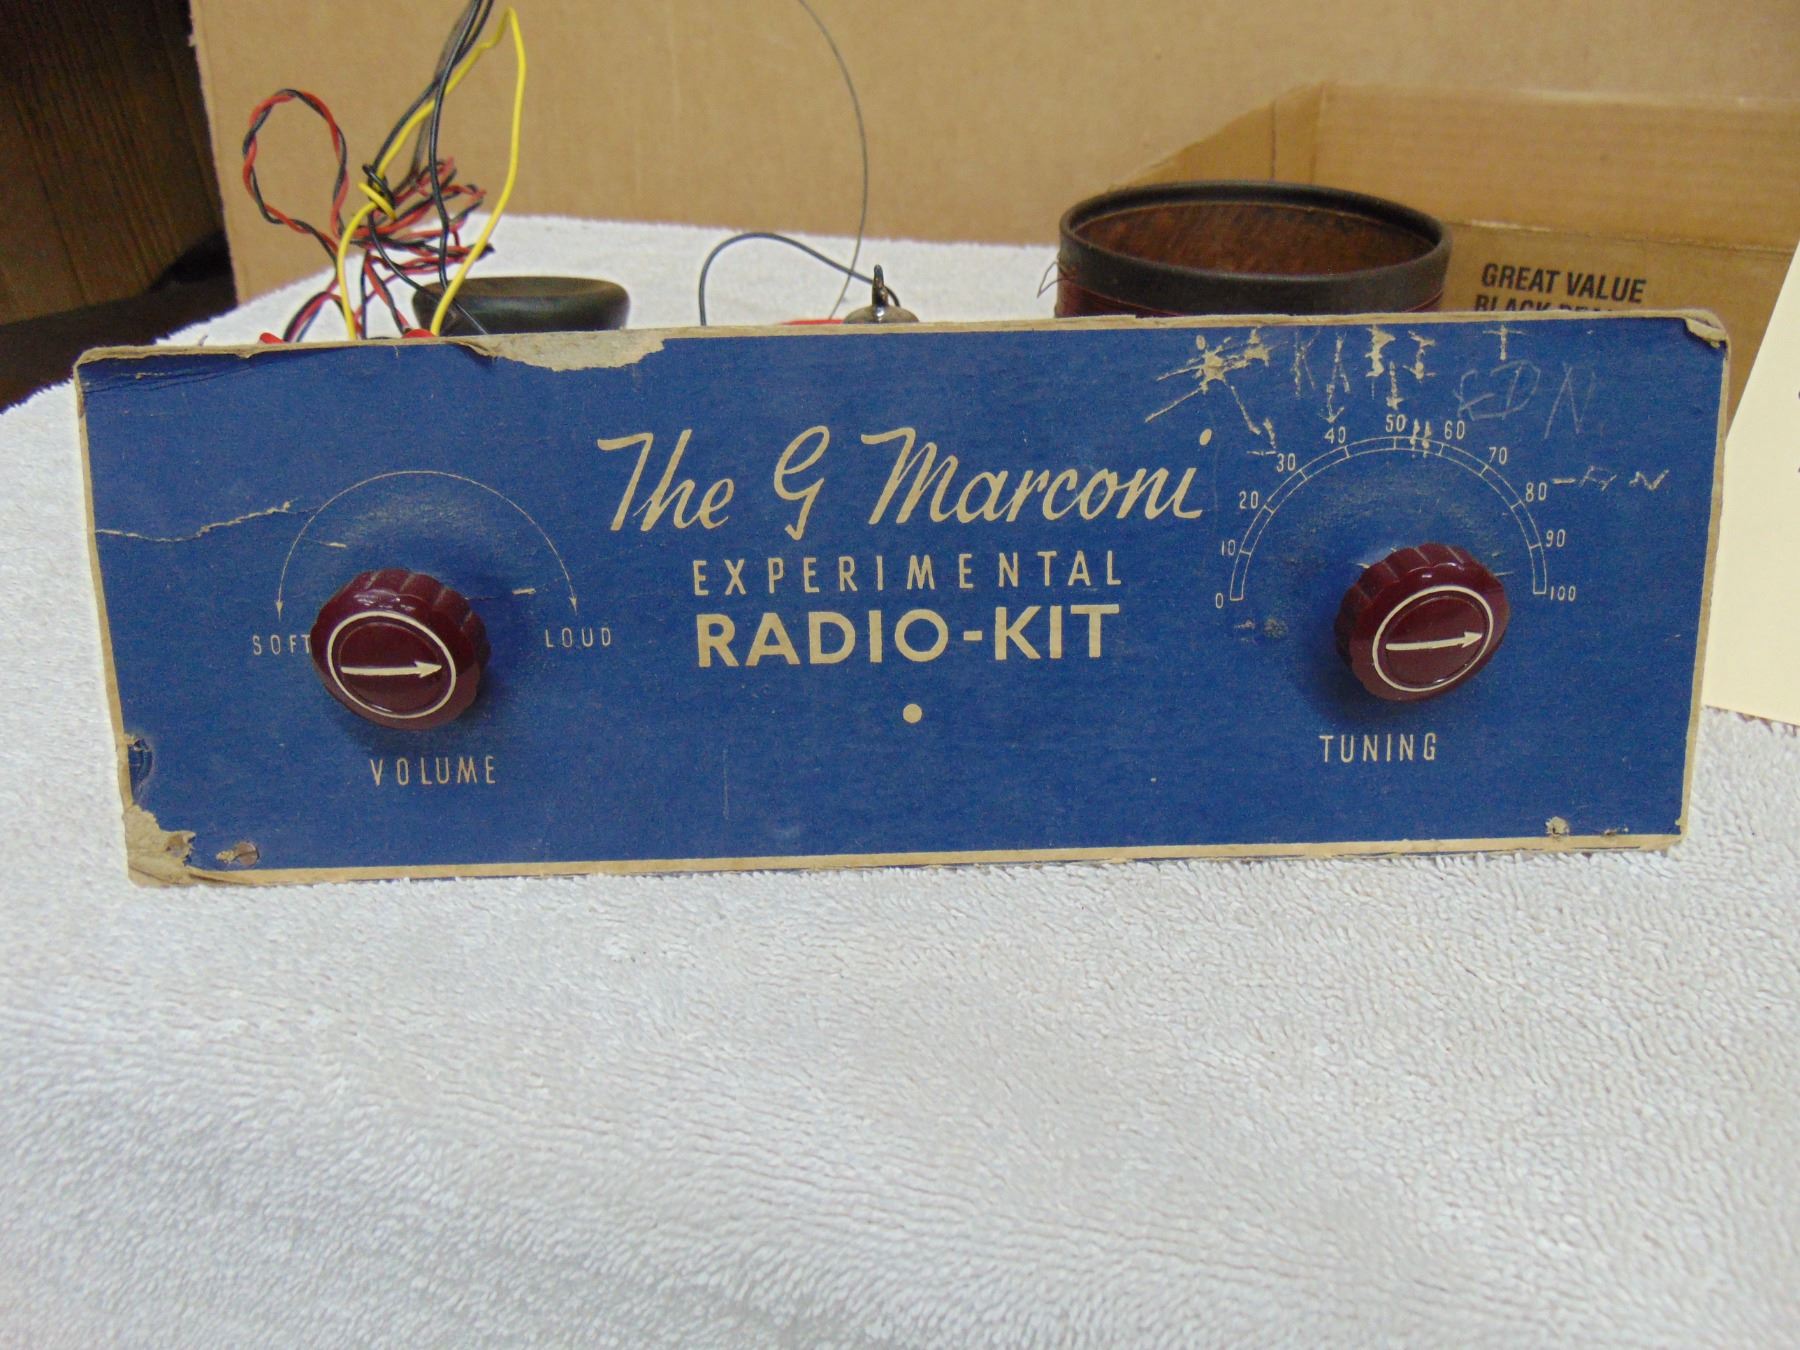 GREAT VALUE
The G Marconi
EXPERIMENTAL
RADIO-KIT
SOFT
LOUD
VOLUME
0 10 20 30 40 50 60 70 80 90 100
TUNING